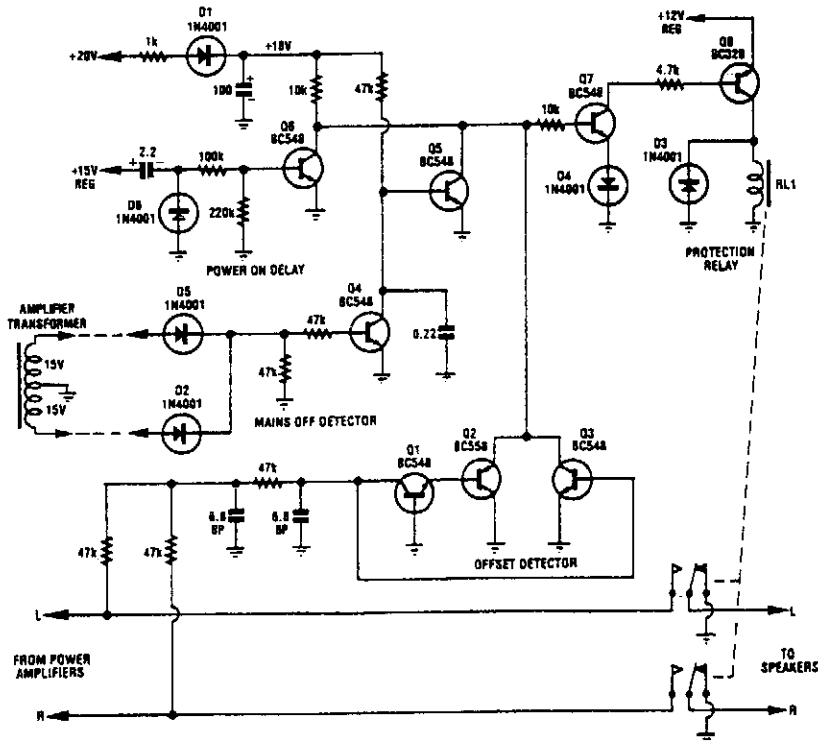 D1
1N4001
+20V
1k
+18V
100
+
-
10k
47k
+12V
REG
Q8
BC328
4.7k
Q7
BC548
10k
Q6
BC548
Q5
BC548
D4
1N4001
D3
1N4001
RL1
+15V
REG
+
2.2
-
100k
D6
1N4001
220k
POWER ON DELAY
PROTECTION
RELAY
AMPLIFIER
TRANSFORMER
15V
15V
D5
1N4001
D2
1N4001
47k
47k
Q4
BC548
0.22
MAINS OFF DETECTOR
Q1
BC548
Q2
BC558
Q3
BC548
47k
6.8
BP
6.8
BP
47k
47k
OFFSET DETECTOR
L
L
FROM POWER
AMPLIFIERS
TO
SPEAKERS
R
R